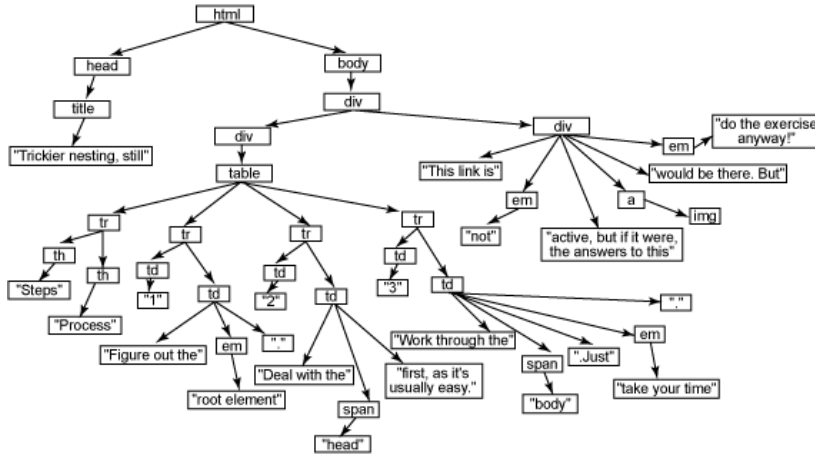 html
head
body
title
div
"Trickier nesting, still"
div
div
em
"do the exercise
anyway!"
table
"This link is"
"would be there. But"
em
a
img
"not"
"active, but if it were,
the answers to this"
tr
tr
tr
tr
th
th
td
td
td
td
td
td
"Steps"
"Process"
"1"
"2"
"3"
"."
"Figure out the"
em
"."
"root element"
"Deal with the"
span
"head"
"first, as it's
usually easy."
"Work through the"
span
"body"
".Just"
em
"take your time"